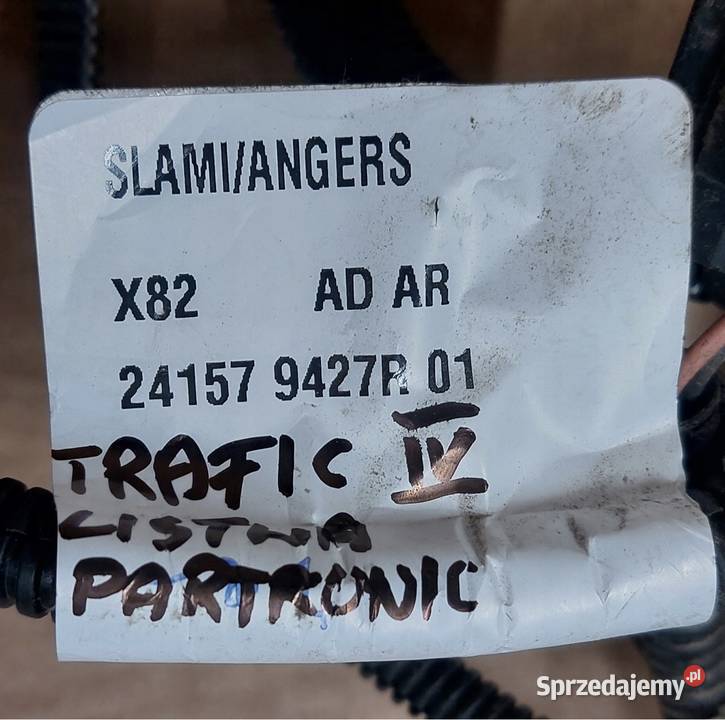 SLAMI/ANGERS
X82 AD AR
24157 9427R 01
TRAFIC IV
LISTWA
PARTRONIC
Sprzedajemy.pl